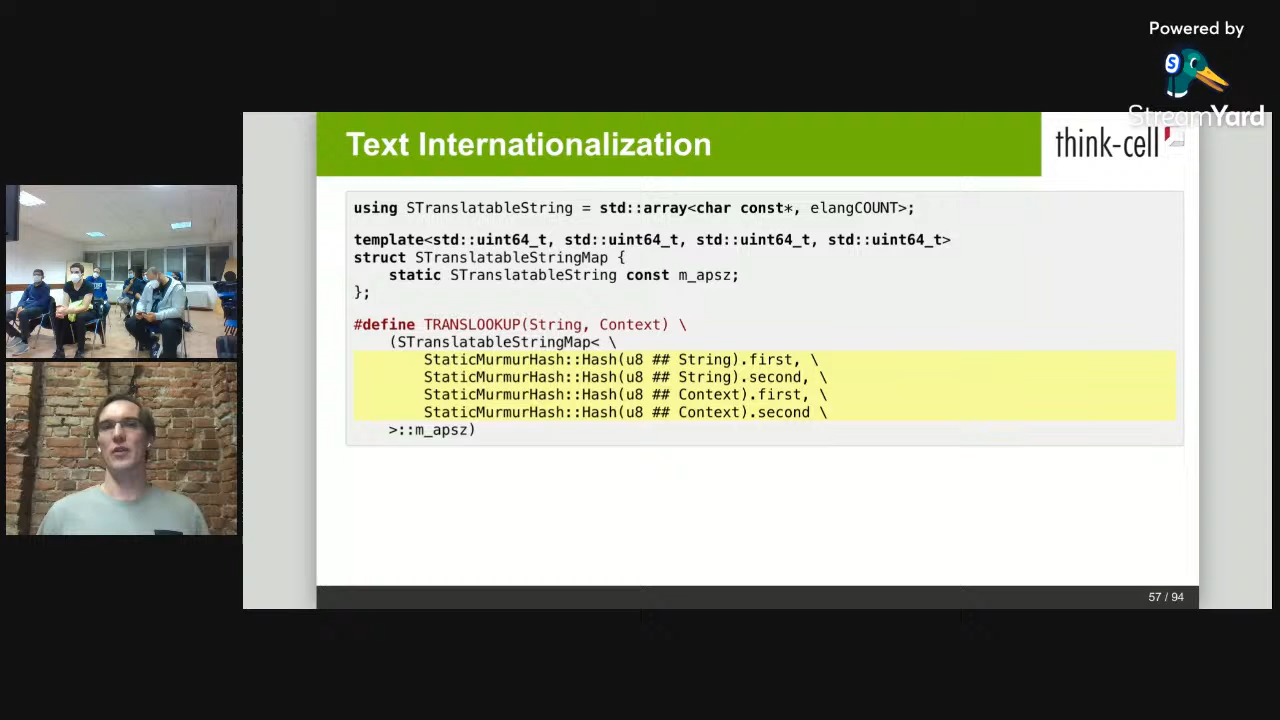 Powered by
S
StreamYard
Text Internationalization
think-cell
using STranslatableString = std::array<char const*, elangCOUNT>;
template<std::uint64_t, std::uint64_t, std::uint64_t, std::uint64_t>
struct STranslatableStringMap {
    static STranslatableString const m_apsz;
};
#define TRANSLOOKUP(String, Context) \
    (STranslatableStringMap< \
        StaticMurmurHash::Hash(u8 ## String).first, \
        StaticMurmurHash::Hash(u8 ## String).second, \
        StaticMurmurHash::Hash(u8 ## Context).first, \
        StaticMurmurHash::Hash(u8 ## Context).second \
    >::m_apsz)
57 / 94